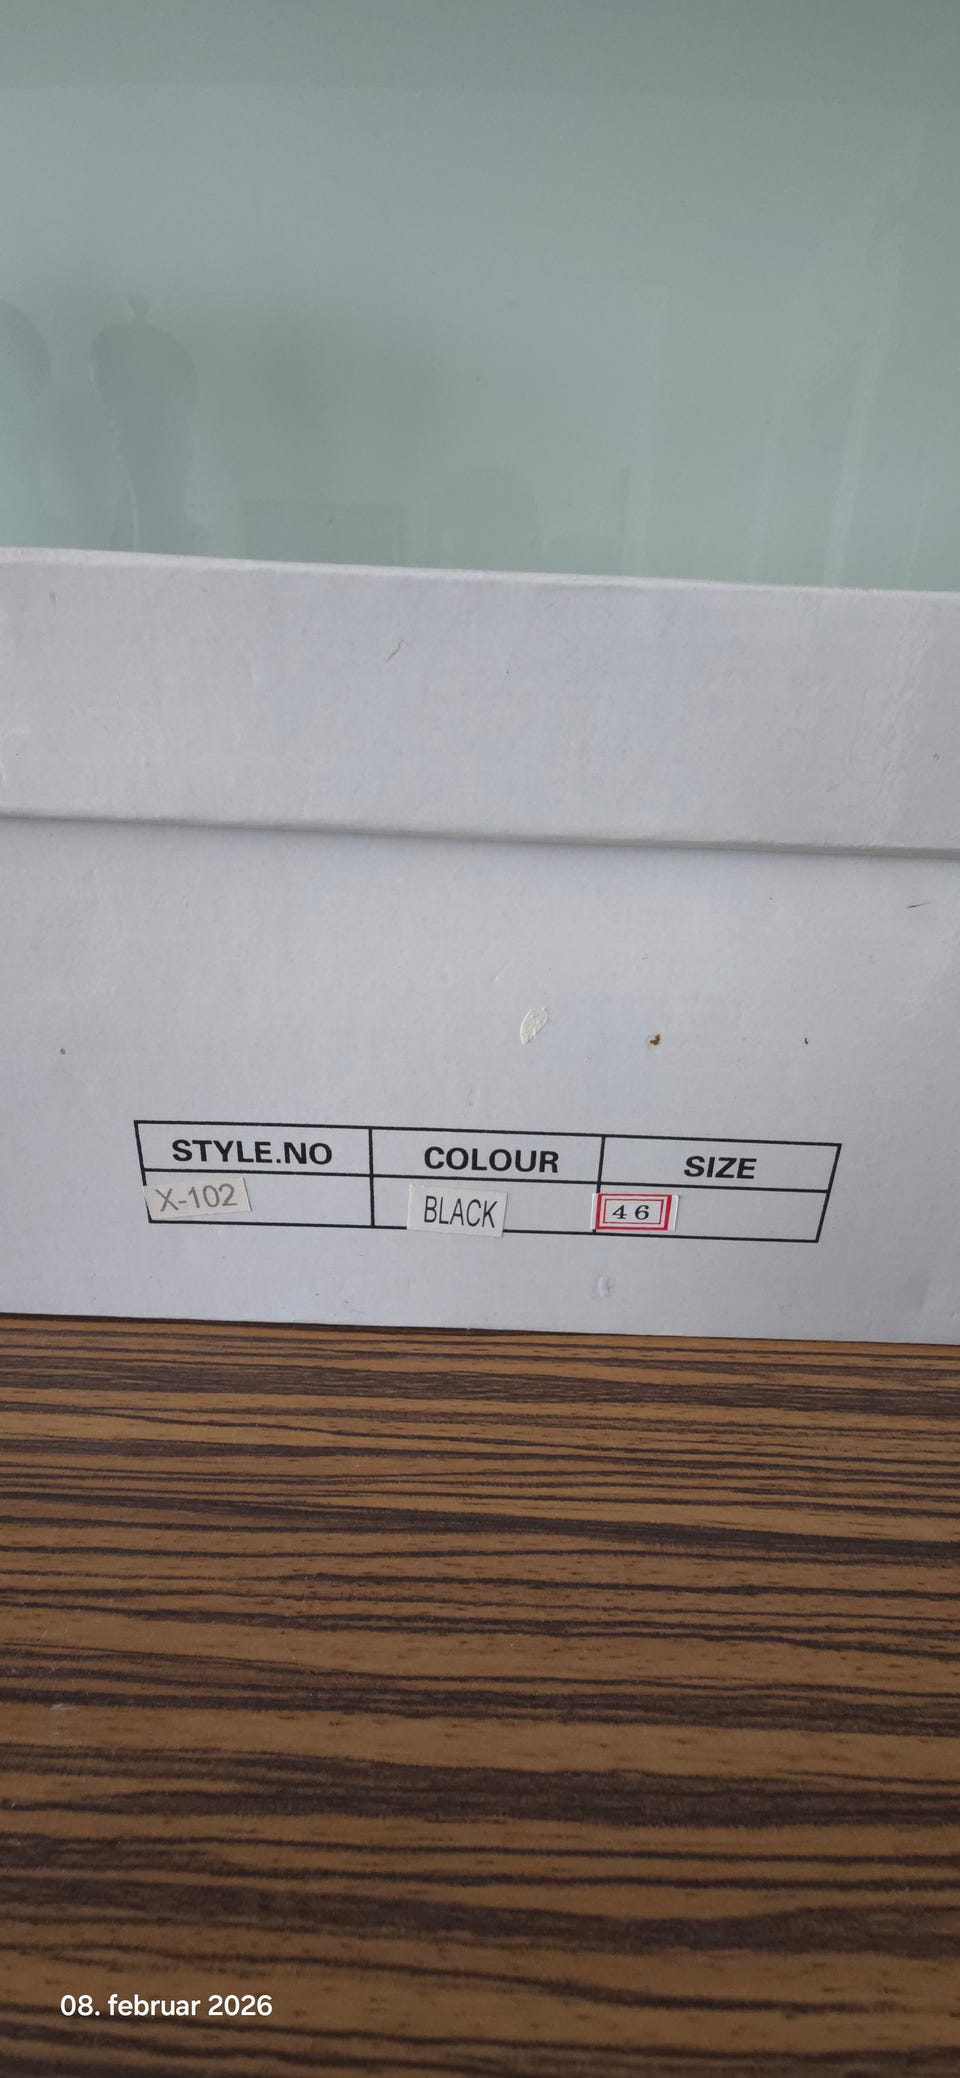 STYLE.NO COLOUR SIZE
X-102 BLACK 46
08. februar 2026